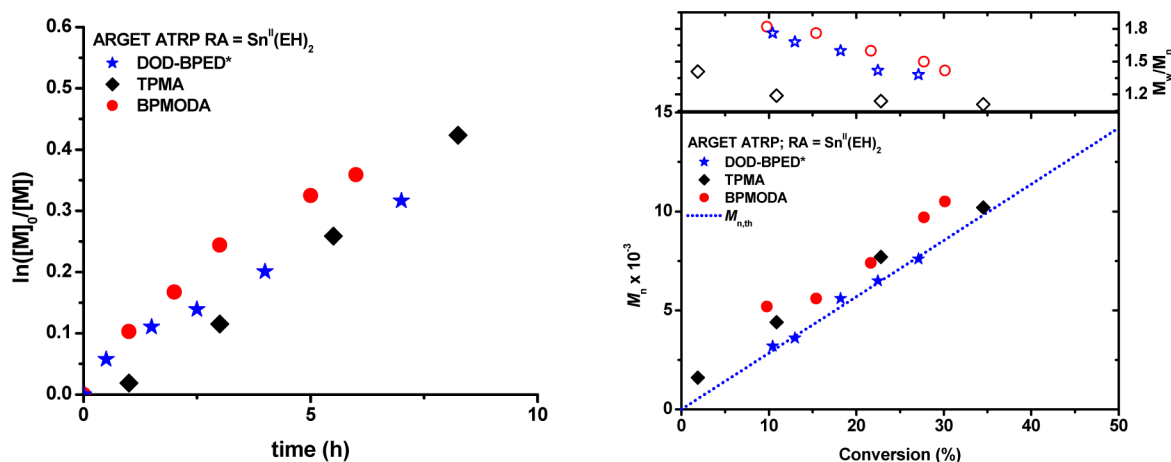 ARGET ATRP RA = Sn^II(EH)_2
DOD-BPED*
TPMA
BPMODA
ln([M]_0/[M])
0.6
0.5
0.4
0.3
0.2
0.1
0.0
0
5
10
time (h)
1.8
1.5
1.2
M_w/M_n
ARGET ATRP; RA = Sn^II(EH)_2
DOD-BPED*
TPMA
BPMODA
M_n,th
M_n x 10^-3
15
10
5
0
0
10
20
30
40
50
Conversion (%)